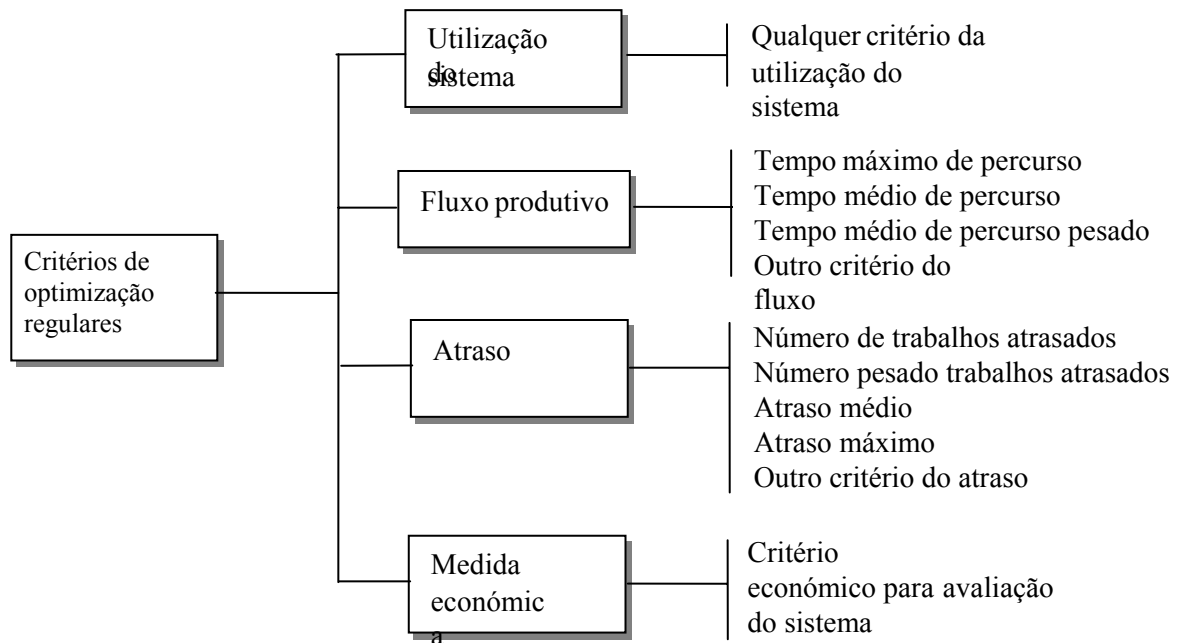 Utilização
do
sistema
Qualquer critério da
utilização do
sistema
Fluxo produtivo
Tempo máximo de percurso
Tempo médio de percurso
Tempo médio de percurso pesado
Outro critério do
fluxo
Critérios de
optimização
regulares
Atraso
Número de trabalhos atrasados
Número pesado trabalhos atrasados
Atraso médio
Atraso máximo
Outro critério do atraso
Medida
económic
a
Critério
económico para avaliação
do sistema